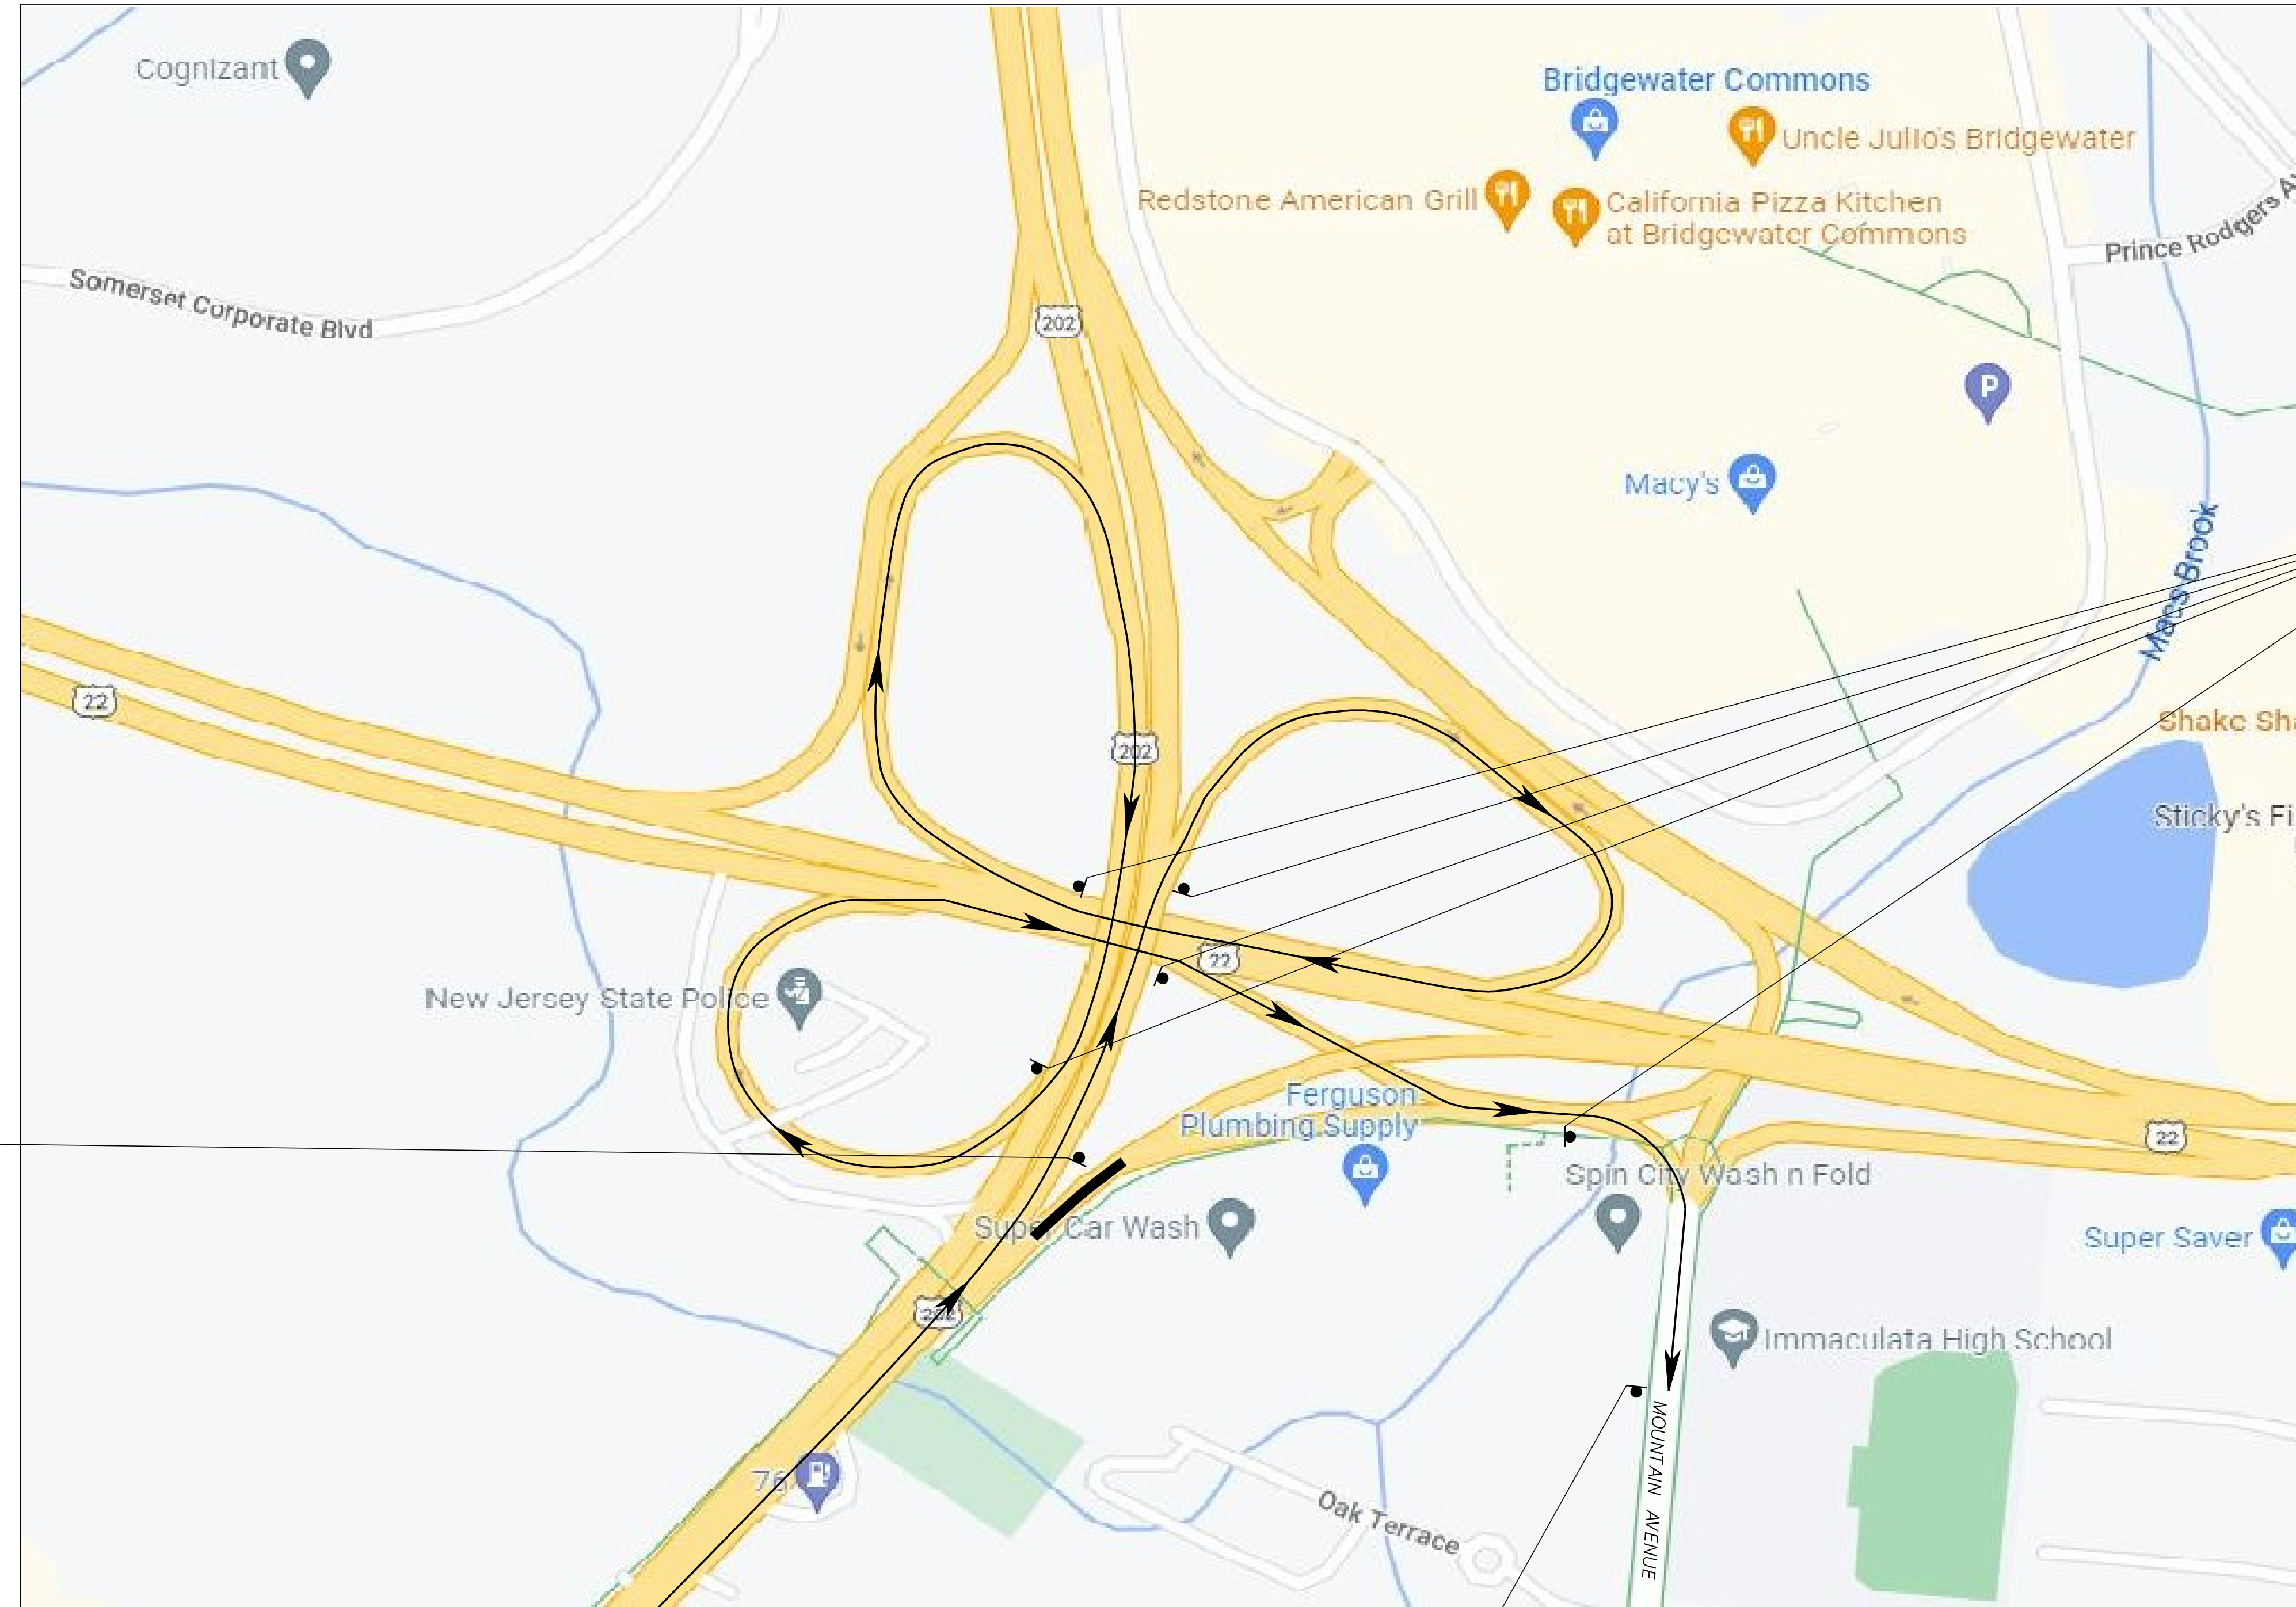 Cognizant
Bridgewater Commons
Uncle Julio's Bridgewater
Redstone American Grill
California Pizza Kitchen
at Bridgewater Commons
Prince Rodgers
Somerset Corporate Blvd
202
P
Macy's
Macs Brook
22
Shake
202
Sticky's
22
New Jersey State Police
Ferguson
Plumbing Supply
22
Spin City Wash n Fold
Super Car Wash
Super Saver
202
Immaculata High School
76
MOUNTAIN AVENUE
Oak Terrace